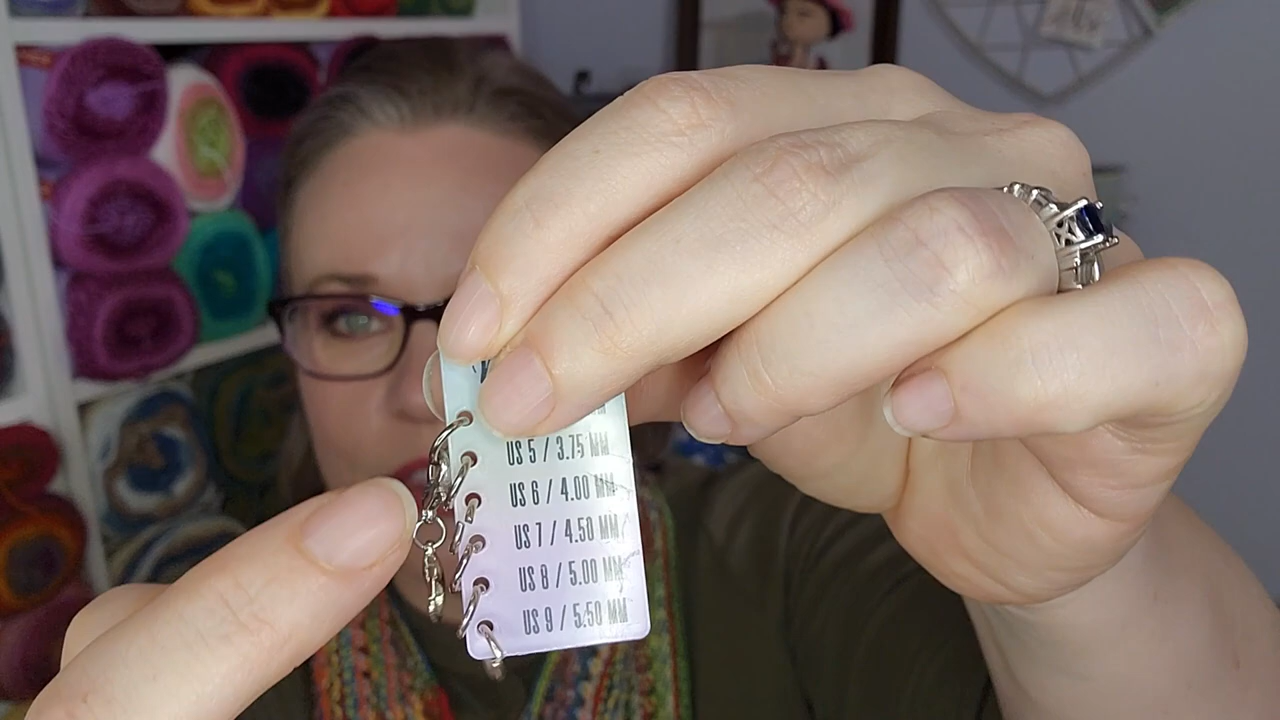 US 5 / 3.75 MM
US 6 / 4.00 MM
US 7 / 4.50 MM
US 8 / 5.00 MM
US 9 / 5.50 MM